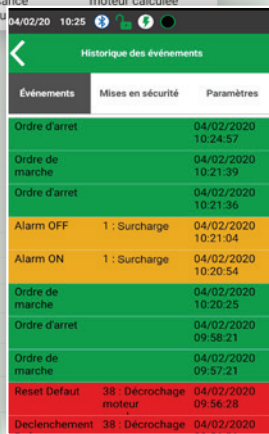 moteur calculée
04/02/20 10:25
Historique des événements
Événements Mises en sécurité Paramètres
Ordre d'arret 04/02/2020
10:24:57
Ordre de 04/02/2020
marche 10:21:39
Ordre d'arret 04/02/2020
10:21:36
Alarm OFF 1 : Surcharge 04/02/2020
10:21:04
Alarm ON 1 : Surcharge 04/02/2020
10:20:54
Ordre de 04/02/2020
marche 10:20:25
Ordre d'arret 04/02/2020
09:58:21
Ordre de 04/02/2020
marche 09:57:21
Reset Defaut 38 : Décrochage 04/02/2020
moteur 09:56:28
Declenchement 38 : Décrochage 04/02/2020